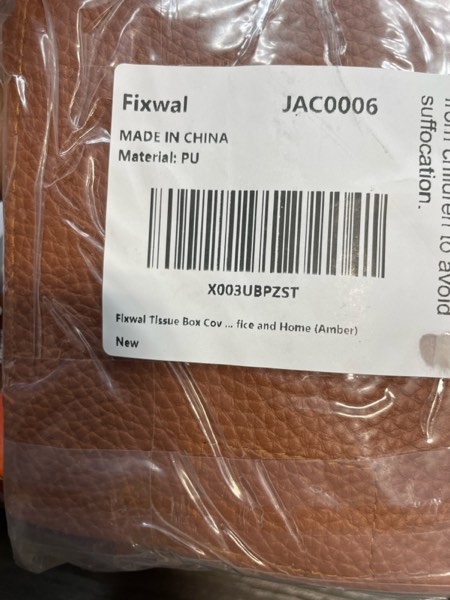 Fixwal JAC0006
MADE IN CHINA
Material: PU
X003UBPZST
Fixwal Tissue Box Cov ... fice and Home (Amber)
New
from children to avoid
suffocation.